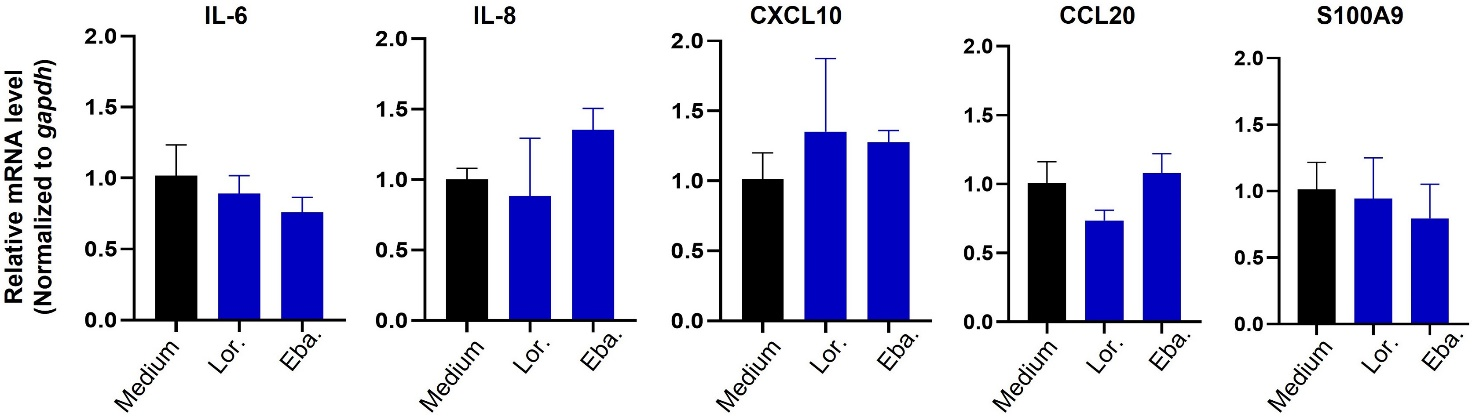 IL-6
IL-8
CXCL10
CCL20
S100A9
Relative mRNA level
(Normalized to gapdh)
2.0
1.5
1.0
0.5
0.0
Medium
Lor.
Eba.
2.0
1.5
1.0
0.5
0.0
Medium
Lor.
Eba.
2.0
1.5
1.0
0.5
0.0
Medium
Lor.
Eba.
2.0
1.5
1.0
0.5
0.0
Medium
Lor.
Eba.
2.0
1.5
1.0
0.5
0.0
Medium
Lor.
Eba.